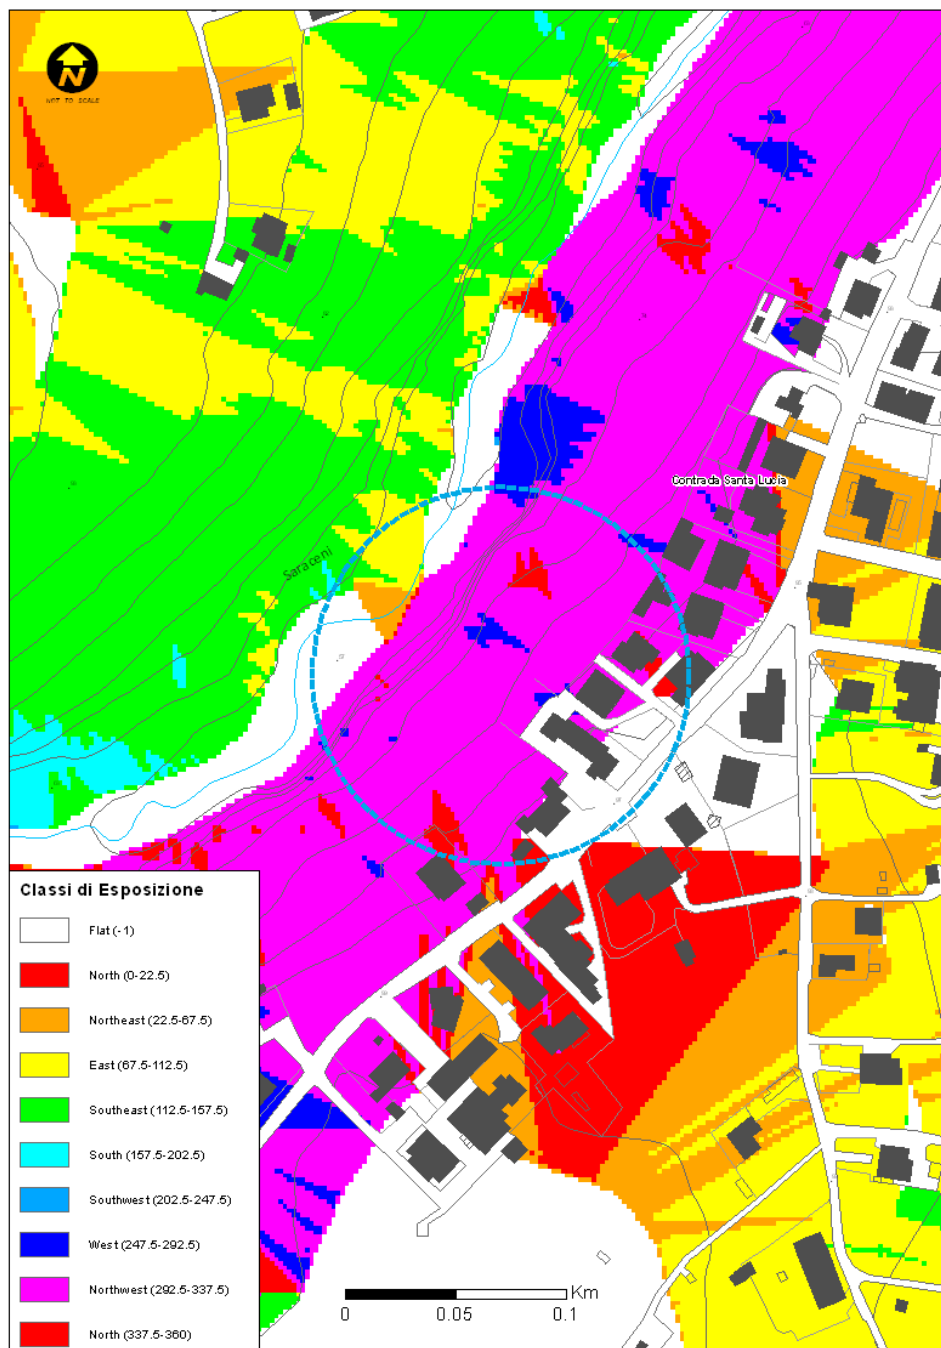 N
NOT TO SCALE
Contrada Santa Lucia
Saraceni
Classi di Esposizione
Flat (-1)
North (0-22.5)
Northeast (22.5-67.5)
East (67.5-112.5)
Southeast (112.5-157.5)
South (157.5-202.5)
Southwest (202.5-247.5)
West (247.5-292.5)
Northwest (292.5-337.5)
North (337.5-360)
Km
0 0.05 0.1